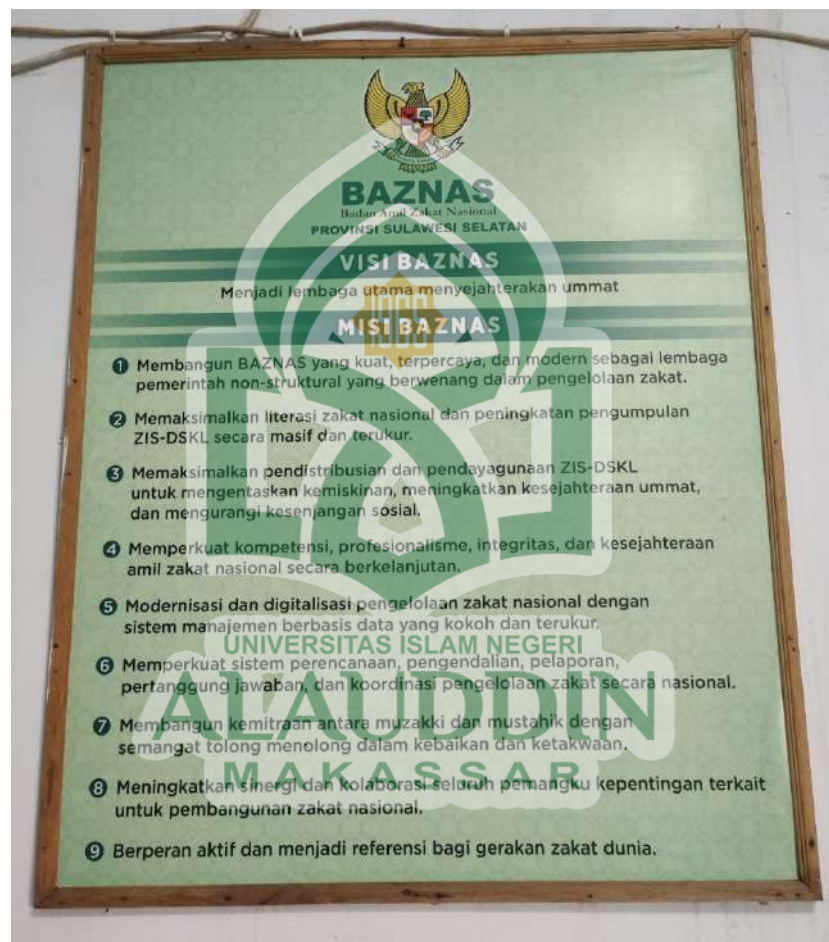 BAZNAS
Badan Amil Zakat Nasional
PROVINSI SULAWESI SELATAN
VISI BAZNAS
Menjadi lembaga utama menyejahterakan ummat
1965
MISI BAZNAS
1 Membangun BAZNAS yang kuat, terpercaya, dan modern sebagai lembaga
pemerintah non-struktural yang berwenang dalam pengelolaan zakat.
2 Memaksimalkan literasi zakat nasional dan peningkatan pengumpulan
ZIS-DSKL secara masif dan terukur.
3 Memaksimalkan pendistribusian dan pendayagunaan ZIS-DSKL
untuk mengentaskan kemiskinan, meningkatkan kesejahteraan ummat,
dan mengurangi kesenjangan sosial.
4 Memperkuat kompetensi, profesionalisme, integritas, dan kesejahteraan
amil zakat nasional secara berkelanjutan.
5 Modernisasi dan digitalisasi pengelolaan zakat nasional dengan
sistem manajemen berbasis data yang kokoh dan terukur.
UNIVERSITAS ISLAM NEGERI
6 Memperkuat sistem perencanaan, pengendalian, pelaporan,
pertanggung jawaban, dan koordinasi pengelolaan zakat secara nasional.
ALAUDDIN
7 Membangun kemitraan antara muzakki dan mustahik dengan
semangat tolong menolong dalam kebaikan dan ketakwaan.
MAKASSAR
8 Meningkatkan sinergi dan kolaborasi seluruh pemangku kepentingan terkait
untuk pembangunan zakat nasional.
9 Berperan aktif dan menjadi referensi bagi gerakan zakat dunia.